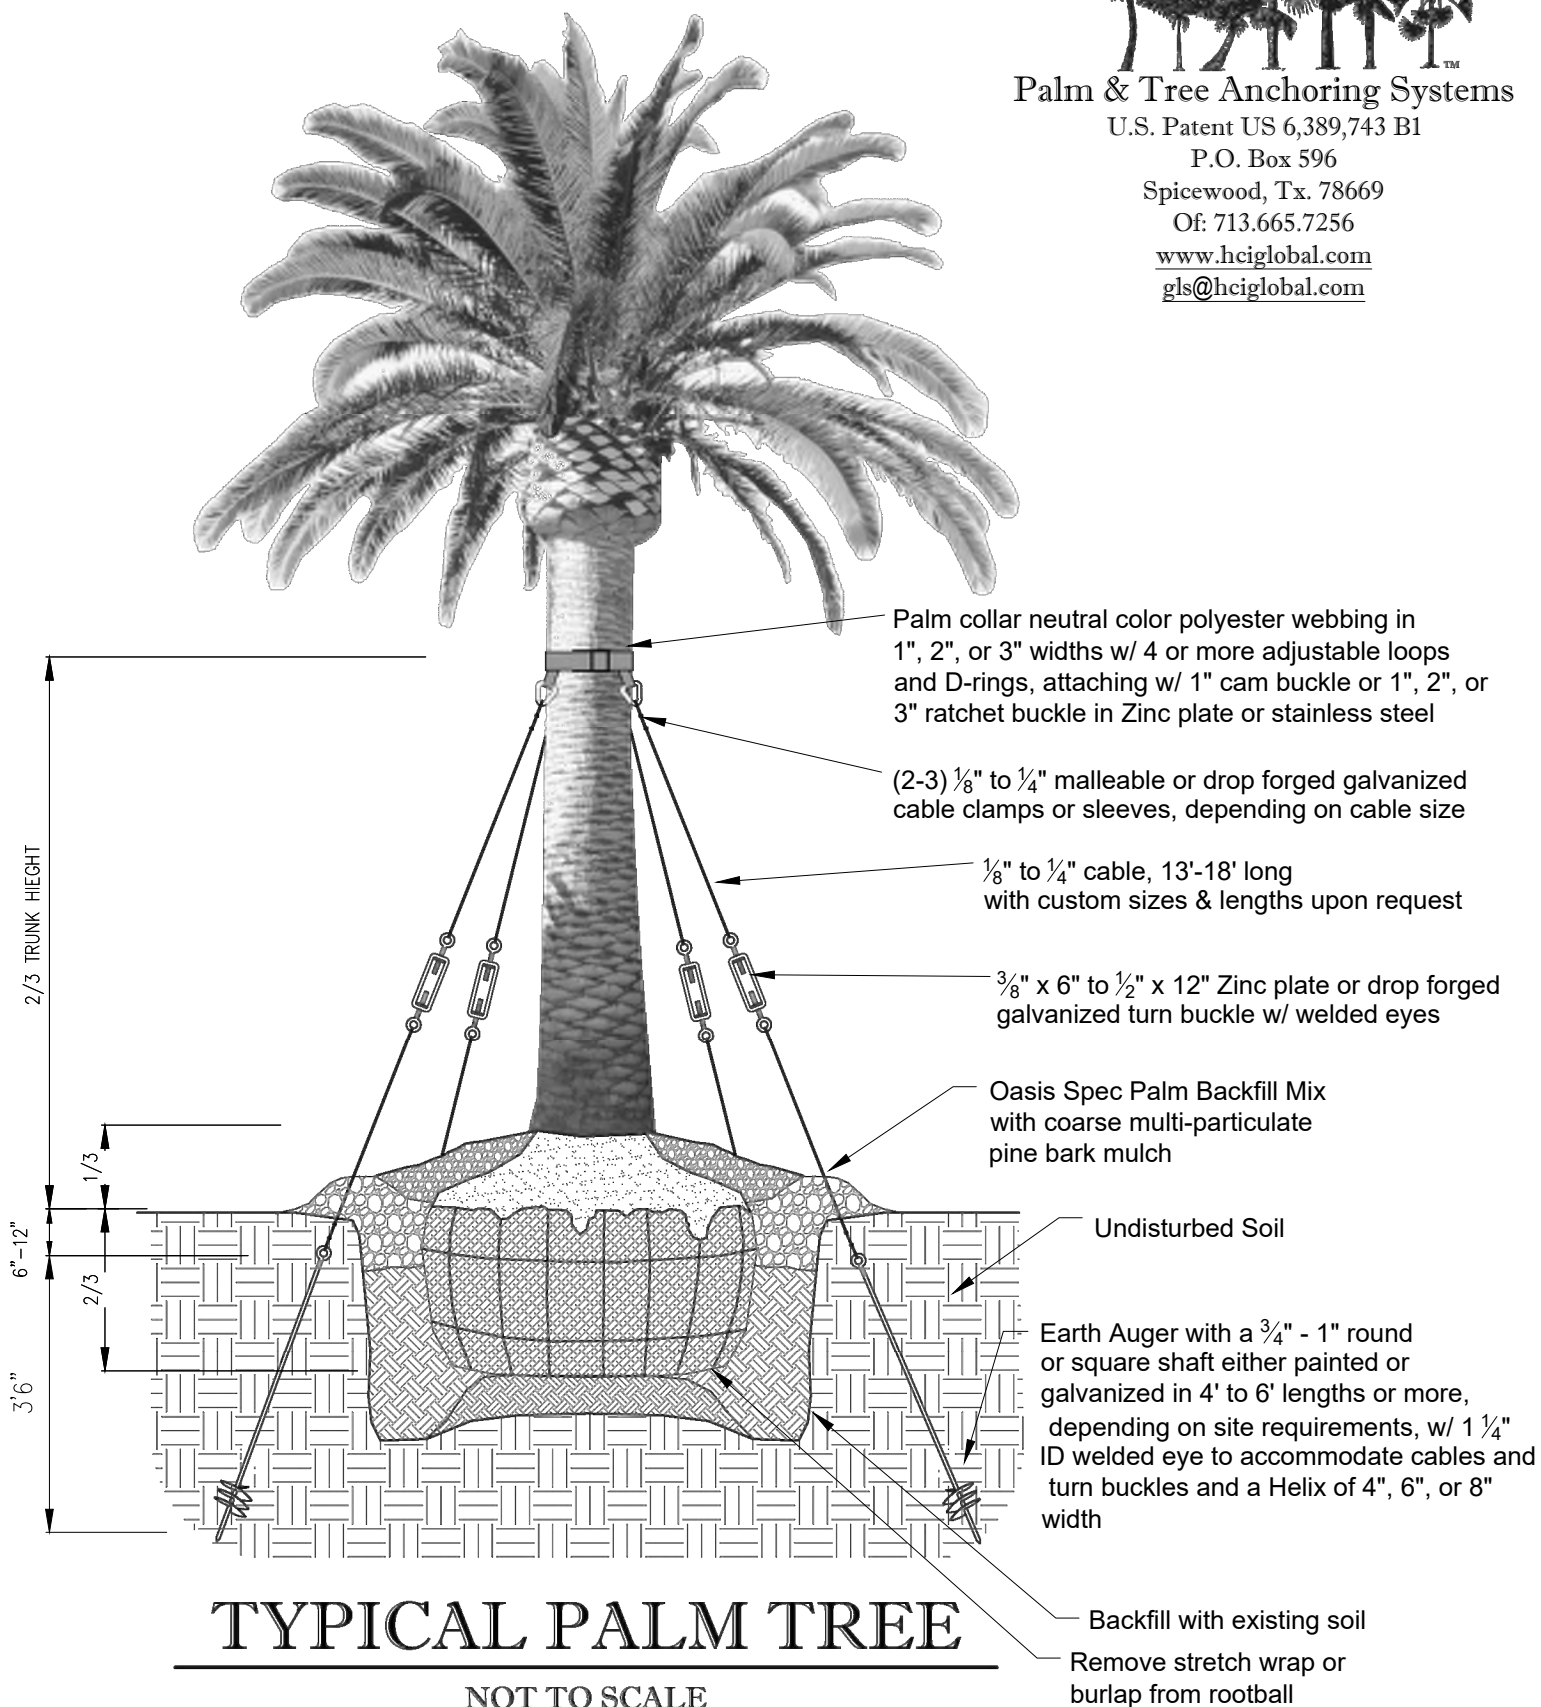 TM
Palm & Tree Anchoring Systems
U.S. Patent US 6,389,743 B1
P.O. Box 596
Spicewood, Tx. 78669
Of: 713.665.7256
www.hciglobal.com
gls@hciglobal.com
Palm collar neutral color polyester webbing in
1", 2", or 3" widths w/ 4 or more adjustable loops
and D-rings, attaching w/ 1" cam buckle or 1", 2", or
3" ratchet buckle in Zinc plate or stainless steel
(2-3) 1/8" to 1/4" malleable or drop forged galvanized
cable clamps or sleeves, depending on cable size
1/8" to 1/4" cable, 13'-18' long
with custom sizes & lengths upon request
3/8" x 6" to 1/2" x 12" Zinc plate or drop forged
galvanized turn buckle w/ welded eyes
Oasis Spec Palm Backfill Mix
with coarse multi-particulate
pine bark mulch
Undisturbed Soil
Earth Auger with a 3/4" - 1" round
or square shaft either painted or
galvanized in 4' to 6' lengths or more,
depending on site requirements, w/ 1 1/4"
ID welded eye to accommodate cables and
turn buckles and a Helix of 4", 6", or 8"
width
Backfill with existing soil
Remove stretch wrap or
burlap from rootball
2/3 TRUNK HIEGHT
1/3
6"-12"
2/3
3'6"
TYPICAL PALM TREE
NOT TO SCALE